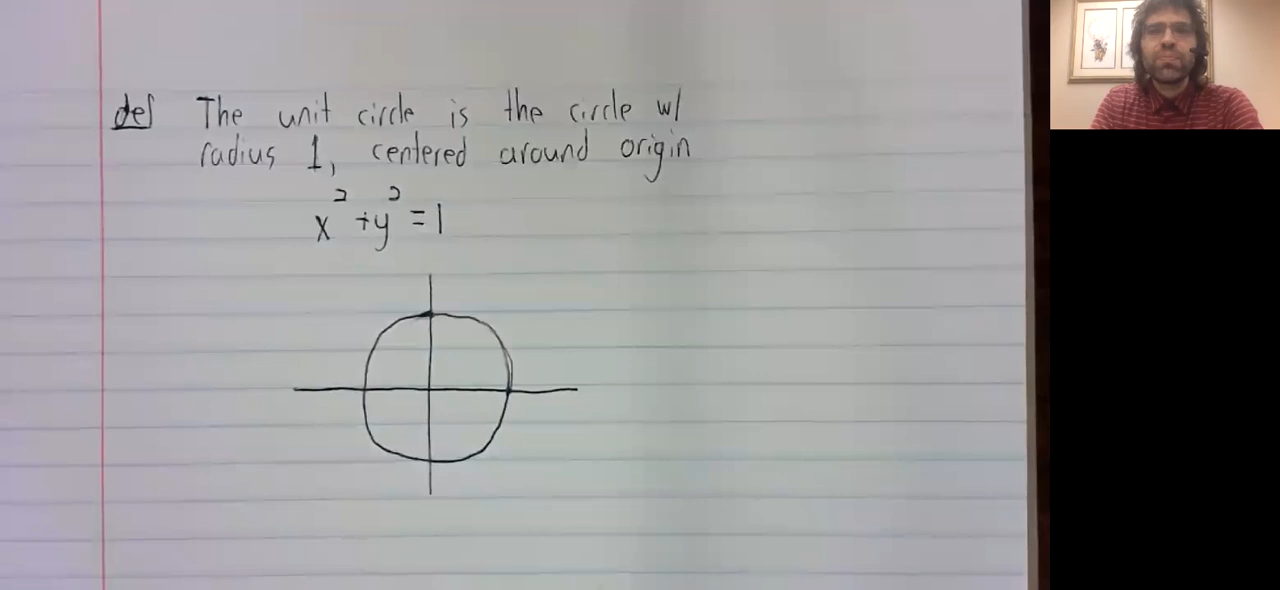 def The unit circle is the circle w/
radius 1, centered around origin
x² + y² = 1